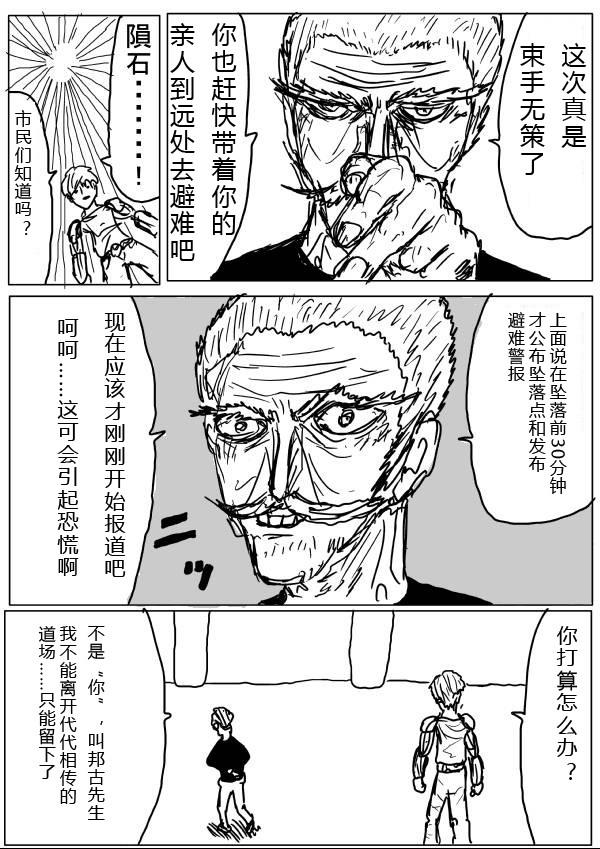 这次真是
束手无策了
你也赶快带着你的
亲人到远处去避难吧
隕石………！
市民们知道吗？
上面说在坠落前30分钟
才公布坠落点和发布
避难警报
现在应该才刚刚开始报道吧
呵呵……这可会引起恐慌啊
ニッ
你打算怎么办？
不是“你”，叫邦古先生
我不能离开代代相传的
道场……只能留下了